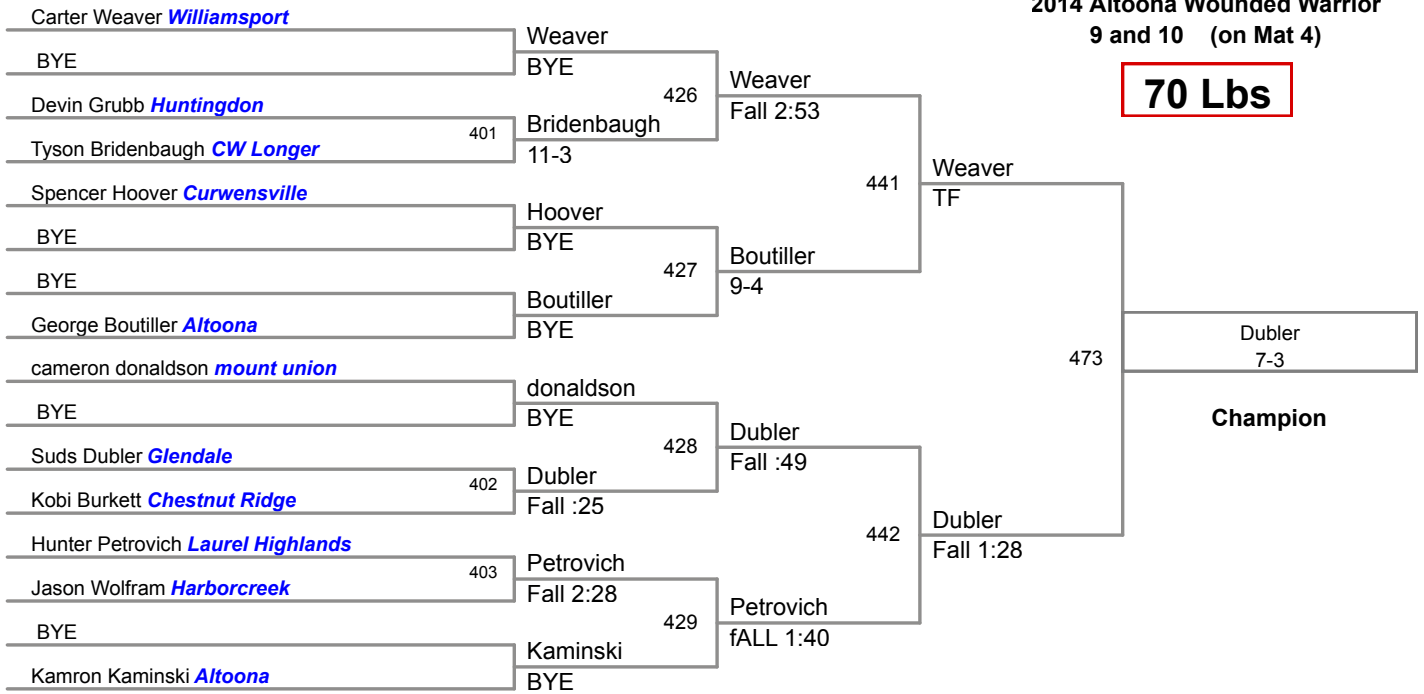 2014 Altoona Wounded Warrior
9 and 10 (on Mat 4)
70 Lbs
Carter Weaver Williamsport
BYE
Devin Grubb Huntingdon
Tyson Bridenbaugh CW Longer
Spencer Hoover Curwensville
BYE
BYE
George Boutiller Altoona
cameron donaldson mount union
BYE
Suds Dubler Glendale
Kobi Burkett Chestnut Ridge
Hunter Petrovich Laurel Highlands
Jason Wolfram Harborcreek
BYE
Kamron Kaminski Altoona
401
402
403
Weaver
BYE
Bridenbaugh
11-3
Hoover
BYE
Boutiller
BYE
donaldson
BYE
Dubler
Fall :25
Petrovich
Fall 2:28
Kaminski
BYE
426
427
428
429
Weaver
Fall 2:53
Boutiller
9-4
Dubler
Fall :49
Petrovich
fALL 1:40
441
442
Weaver
TF
Dubler
Fall 1:28
473
Dubler
7-3
Champion